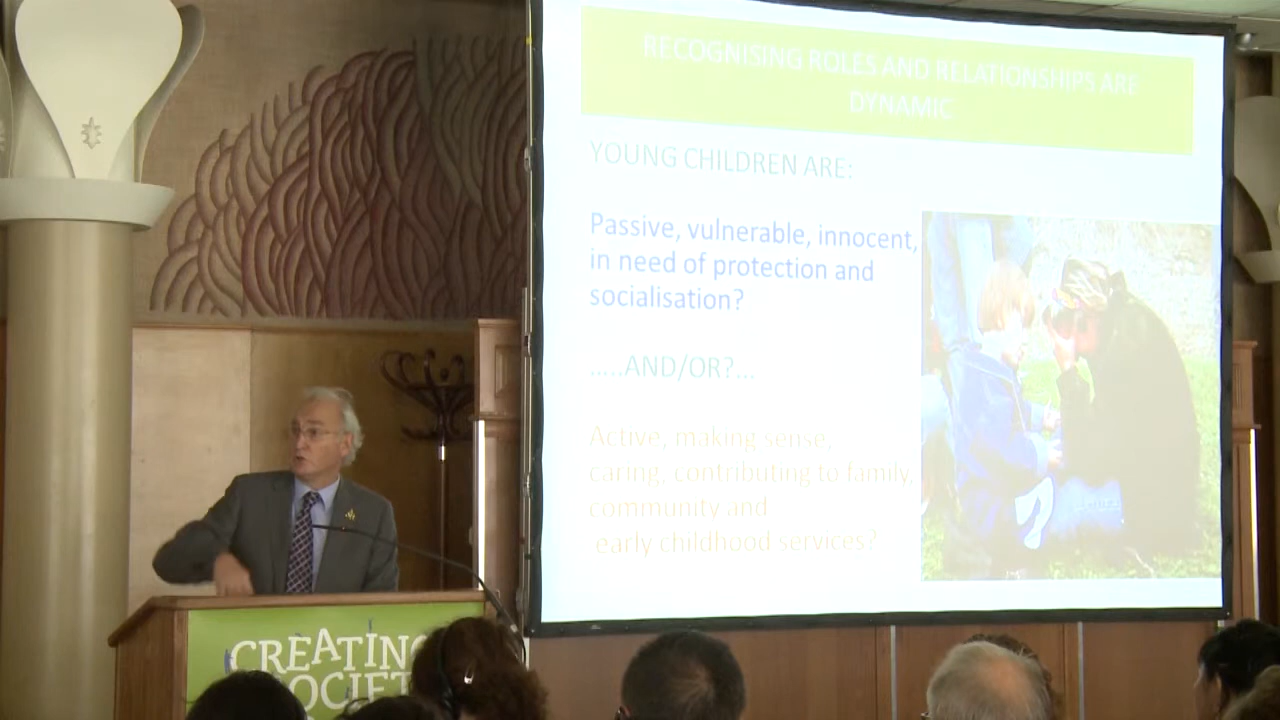 RECOGNISING ROLES AND RELATIONSHIPS ARE
DYNAMIC
YOUNG CHILDREN ARE:
Passive, vulnerable, innocent,
in need of protection and
socialisation?
.....AND/OR?...
Active, making sense,
caring, contributing to family,
community and
early childhood services?
CREATING